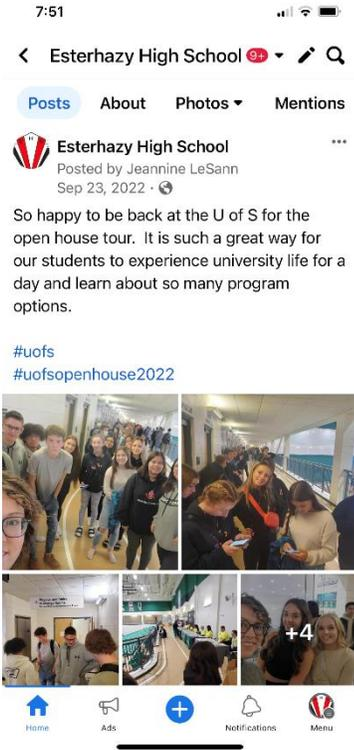 7:51
Esterhazy High School 9+
Posts About Photos Mentions
Esterhazy High School
Posted by Jeannine LeSann
Sep 23, 2022 ·
So happy to be back at the U of S for the
open house tour.  It is such a great way for
our students to experience university life for a
day and learn about so many program
options.
#uofs
#uofsopenhouse2022
+4
Home Ads Notifications Menu